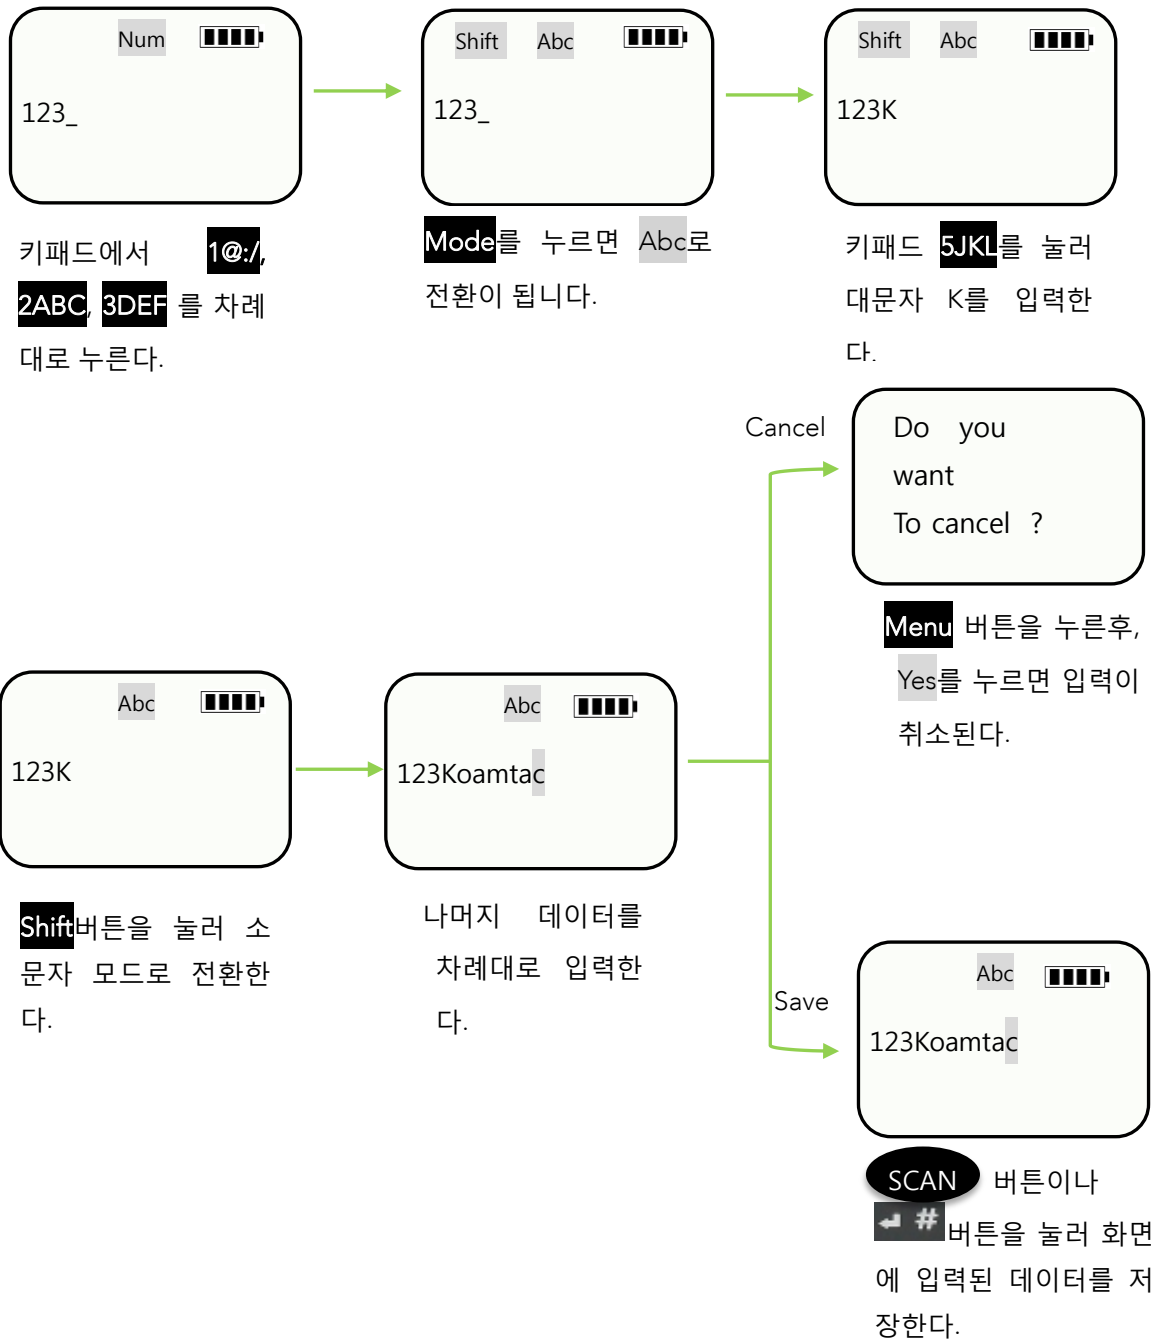 Num
123_
키패드에서 1@:/,
2ABC, 3DEF 를 차례
대로 누른다.
Shift Abc
123_
Mode를 누르면 Abc로
전환이 됩니다.
Shift Abc
123K
키패드 5JKL를 눌러
대문자 K를 입력한
다.
Abc
123K
Shift버튼을 눌러 소
문자 모드로 전환한
다.
Abc
123Koamtac
나머지 데이터를
차례대로 입력한
다.
Cancel
Do you
want
To cancel ?
Menu 버튼을 누른후,
Yes를 누르면 입력이
취소된다.
Save
Abc
123Koamtac
SCAN 버튼이나
↵ # 버튼을 눌러 화면
에 입력된 데이터를 저
장한다.